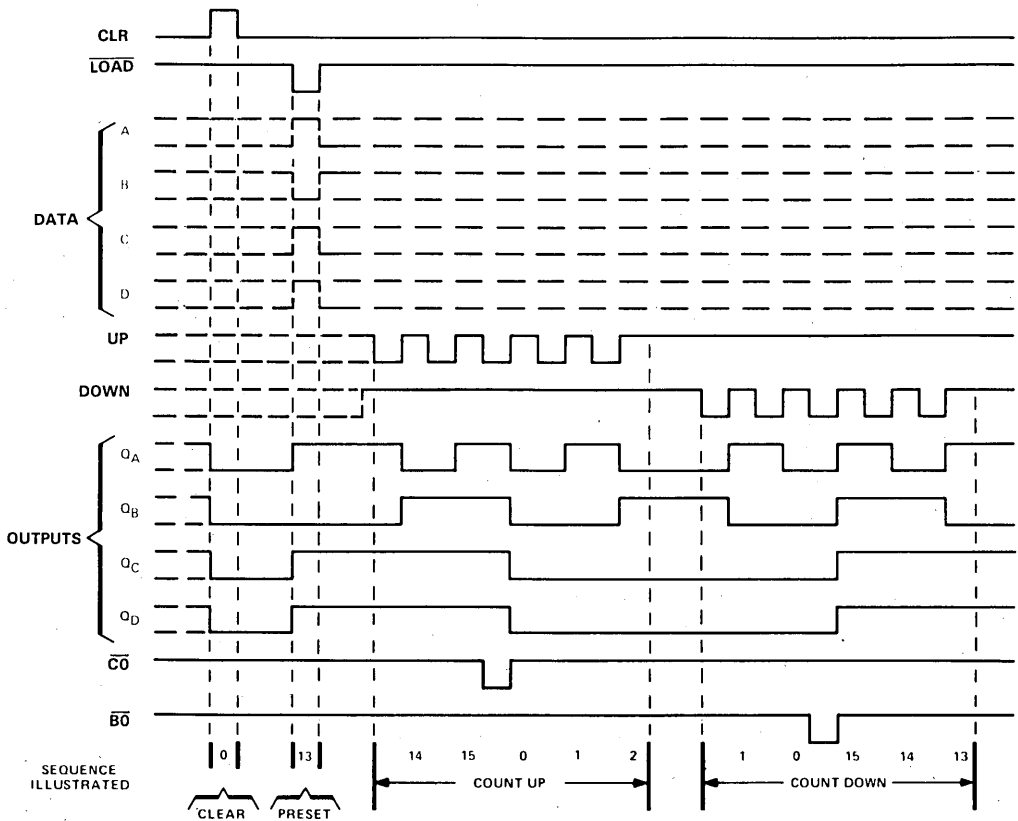 CLR
LOAD
A
B
DATA
C
D
UP
DOWN
QA
QB
OUTPUTS
QC
QD
CO
BO
0 13 14 15 0 1 2 1 0 15 14 13
SEQUENCE
ILLUSTRATED
COUNT UP COUNT DOWN
CLEAR PRESET